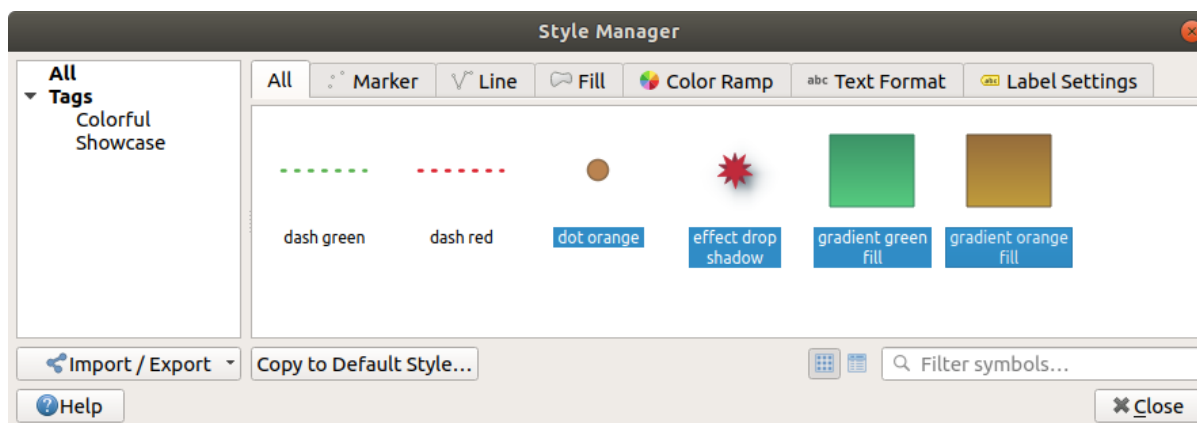 Style Manager
All
Tags
Colorful
Showcase
All Marker Line Fill Color Ramp abc Text Format abc Label Settings
dash green dash red dot orange effect drop shadow gradient green fill gradient orange fill
Import / Export Copy to Default Style... Filter symbols...
Help Close